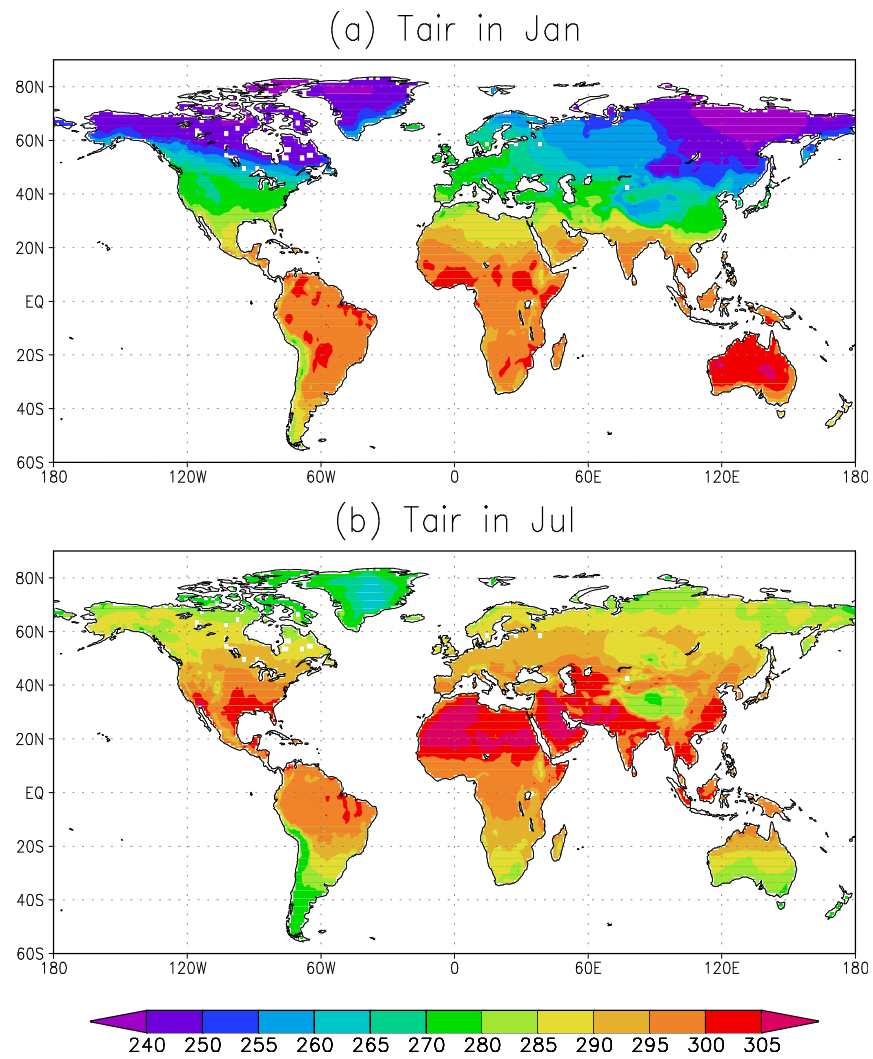 (a) Tair in Jan
80N
60N
40N
20N
EQ
20S
40S
60S
180 120W 60W 0 60E 120E 180
(b) Tair in Jul
80N
60N
40N
20N
EQ
20S
40S
60S
180 120W 60W 0 60E 120E 180
240 250 255 260 265 270 280 285 290 295 300 305